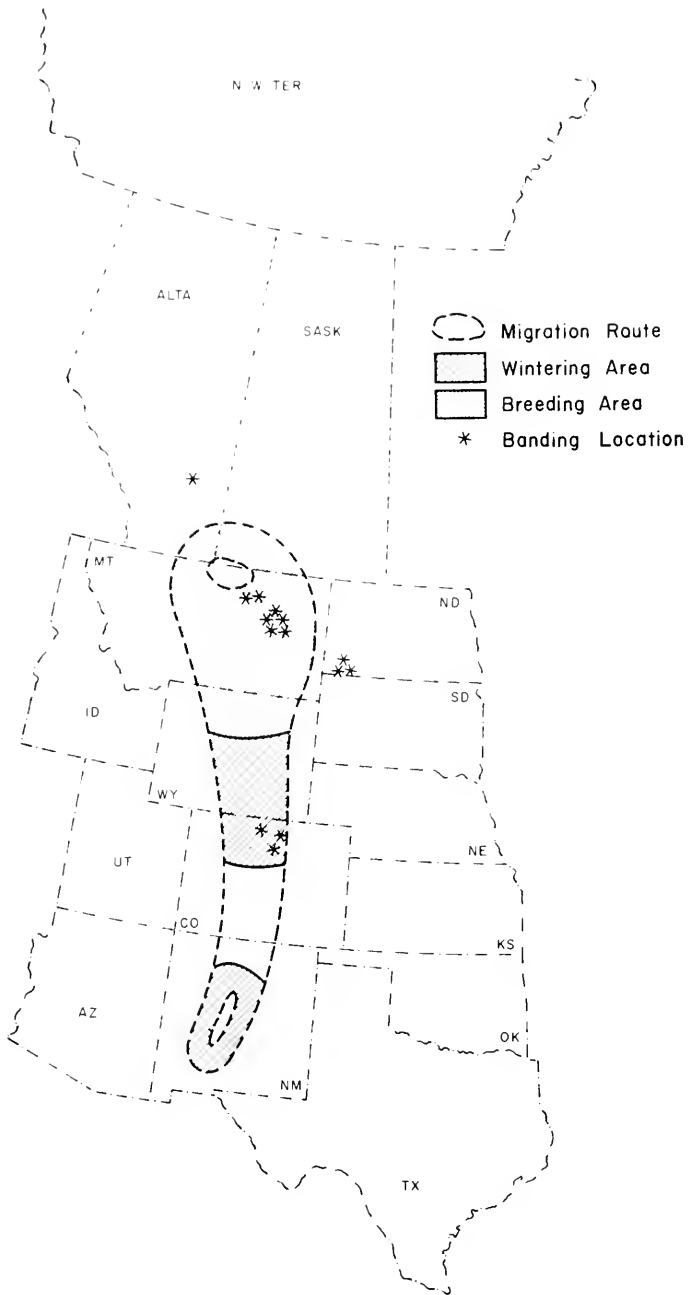 N W TER
ALTA
SASK
Migration Route
Wintering Area
Breeding Area
* Banding Location
MT
ND
SD
ID
WY
NE
UT
CO
KS
AZ
OK
NM
TX